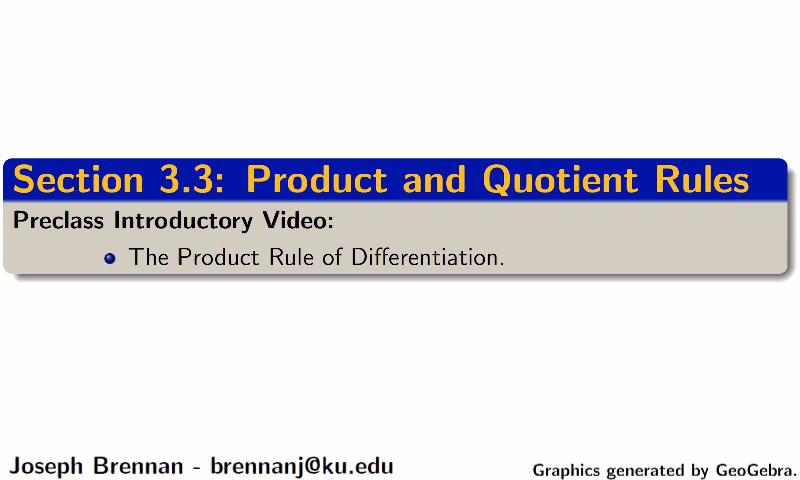 Section 3.3: Product and Quotient Rules
Preclass Introductory Video:
The Product Rule of Differentiation.
Joseph Brennan - brennanj@ku.edu
Graphics generated by GeoGebra.